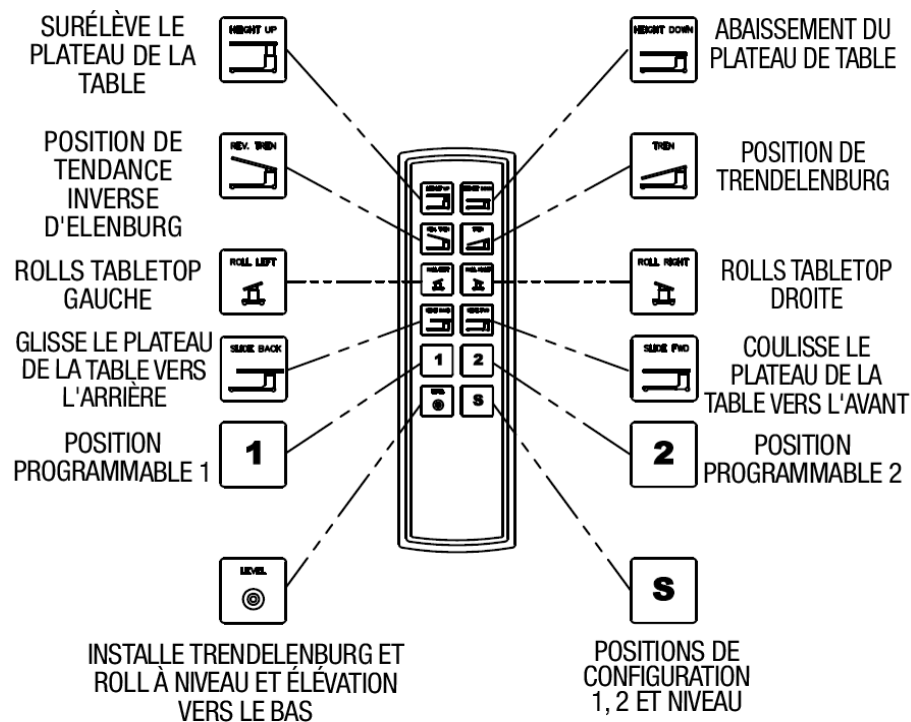 SURÉLÈVE LE
PLATEAU DE LA
TABLE
HEIGHT UP
HEIGHT DOWN
ABAISSEMENT DU
PLATEAU DE TABLE
POSITION DE
TENDANCE
INVERSE
D'ELENBURG
REV. TREN
TREN
POSITION DE
TRENDELENBURG
ROLLS TABLETOP
GAUCHE
ROLL LEFT
ROLL RIGHT
ROLLS TABLETOP
DROITE
GLISSE LE PLATEAU
DE LA TABLE VERS
L'ARRIÈRE
SLIDE BACK
SLIDE FWD
COULISSE LE
PLATEAU DE LA
TABLE VERS L'AVANT
POSITION
PROGRAMMABLE 1
1
1
2
2
POSITION
PROGRAMMABLE 2
LEVEL
S
S
INSTALLE TRENDELENBURG ET
ROLL À NIVEAU ET ÉLÉVATION
VERS LE BAS
POSITIONS DE
CONFIGURATION
1, 2 ET NIVEAU